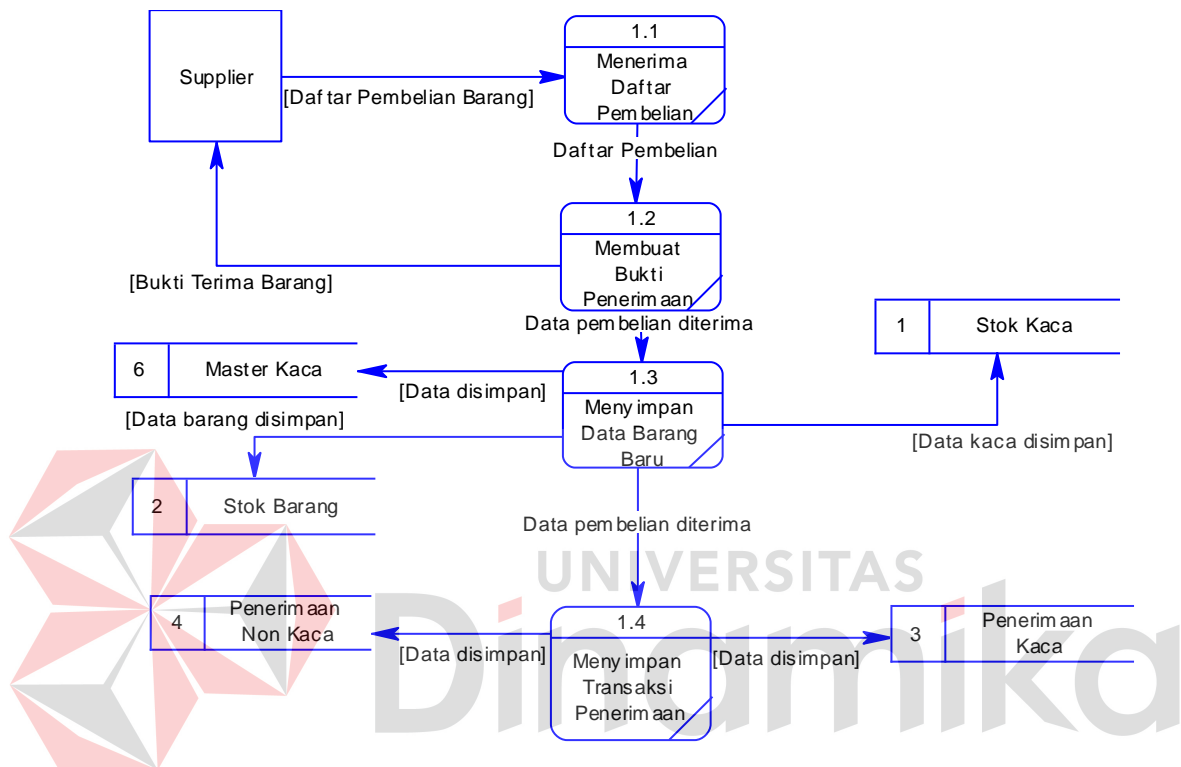 1.1
Supplier
Menerima
Daftar
Pembelian
[Daftar Pembelian Barang]
Daftar Pembelian
1.2
Membuat
Bukti
Penerimaan
[Bukti Terima Barang]
Data pembelian diterima
1
Stok Kaca
6
Master Kaca
[Data disimpan]
1.3
Menyimpan
Data Barang
Baru
[Data barang disimpan]
[Data kaca disimpan]
2
Stok Barang
Data pembelian diterima
UNIVERSITAS
Dinamika
4
Penerimaan
Non Kaca
[Data disimpan]
1.4
Menyimpan
Transaksi
Penerimaan
[Data disimpan]
3
Penerimaan
Kaca